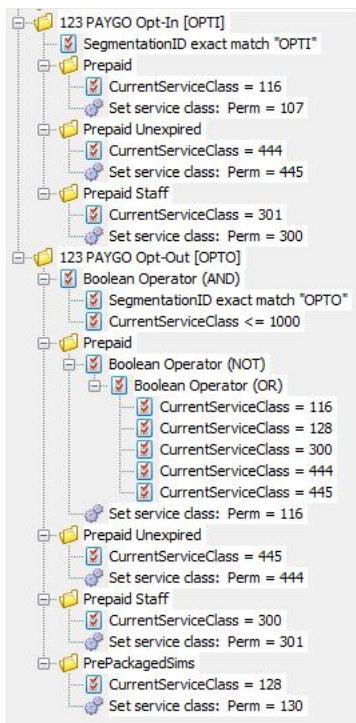 123 PAYGO Opt-In [OPTI]
SegmentationID exact match "OPTI"
Prepaid
CurrentServiceClass = 116
Set service class: Perm = 107
Prepaid Unexpired
CurrentServiceClass = 444
Set service class: Perm = 445
Prepaid Staff
CurrentServiceClass = 301
Set service class: Perm = 300
123 PAYGO Opt-Out [OPTO]
Boolean Operator (AND)
SegmentationID exact match "OPTO"
CurrentServiceClass <= 1000
Prepaid
Boolean Operator (NOT)
Boolean Operator (OR)
CurrentServiceClass = 116
CurrentServiceClass = 128
CurrentServiceClass = 300
CurrentServiceClass = 444
CurrentServiceClass = 445
Set service class: Perm = 116
Prepaid Unexpired
CurrentServiceClass = 445
Set service class: Perm = 444
Prepaid Staff
CurrentServiceClass = 300
Set service class: Perm = 301
PrePackagedSims
CurrentServiceClass = 128
Set service class: Perm = 130